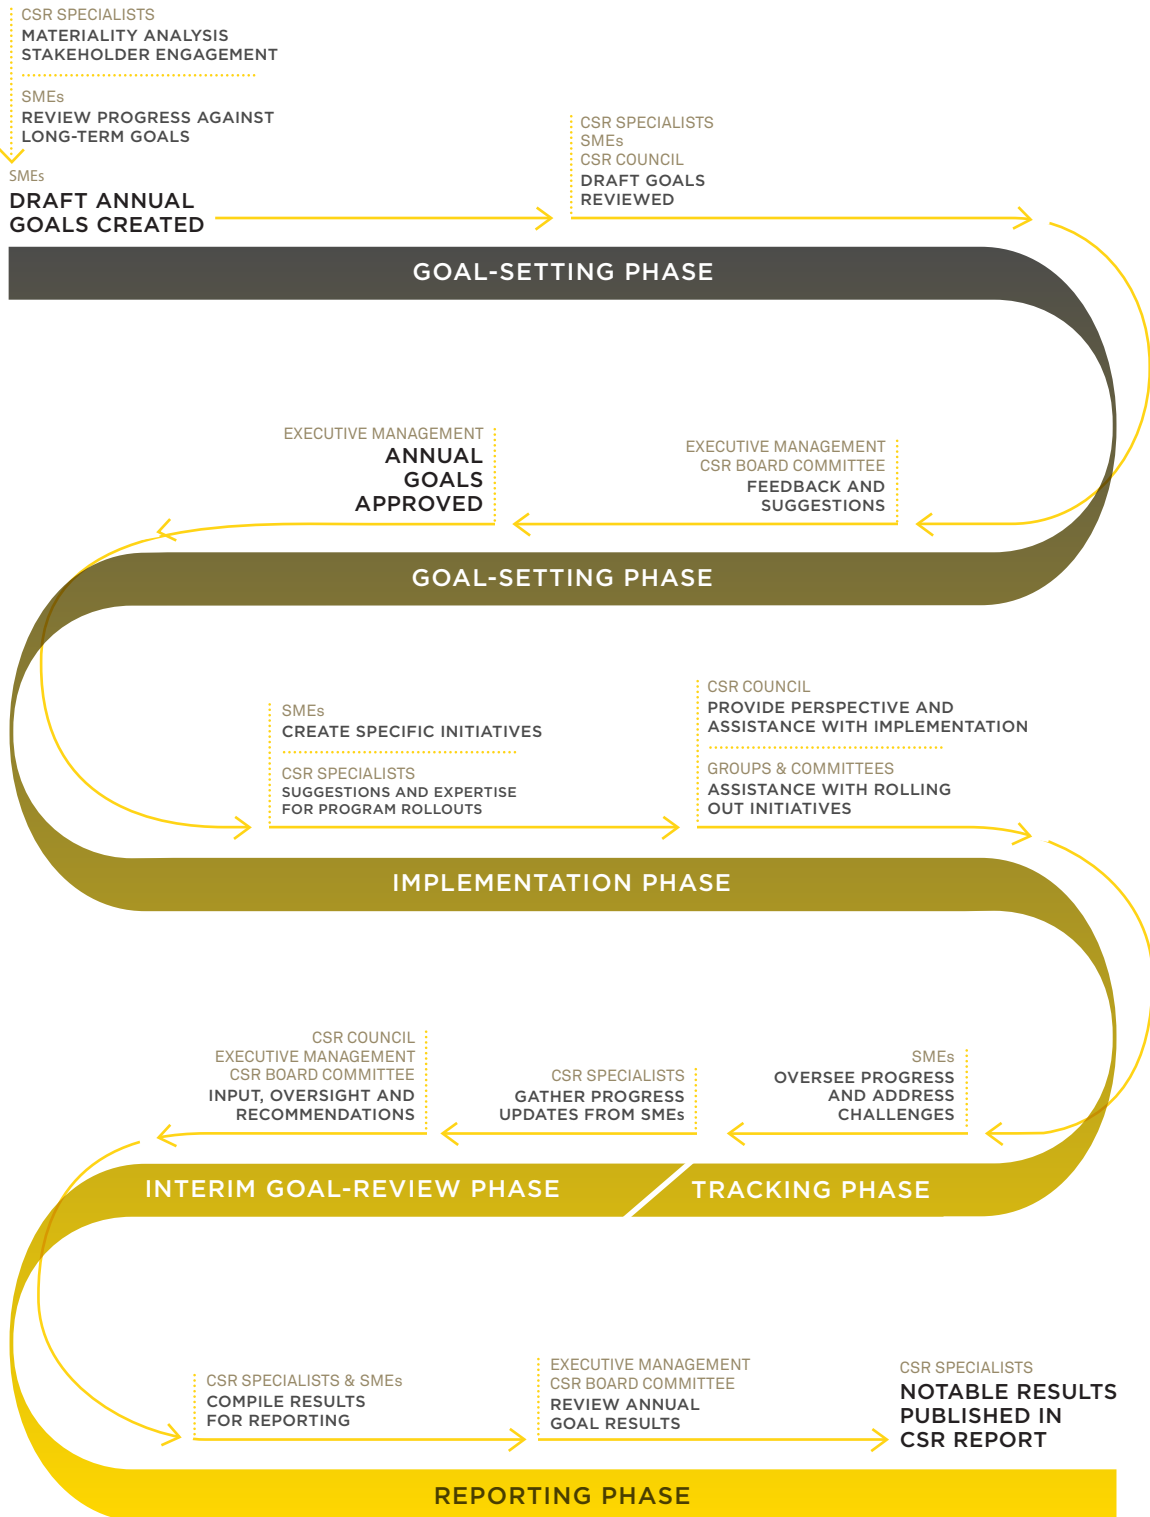 CSR SPECIALISTS
MATERIALITY ANALYSIS
STAKEHOLDER ENGAGEMENT
SMEs
REVIEW PROGRESS AGAINST
LONG-TERM GOALS
SMEs
DRAFT ANNUAL
GOALS CREATED
CSR SPECIALISTS
SMEs
CSR COUNCIL
DRAFT GOALS
REVIEWED
GOAL-SETTING PHASE
EXECUTIVE MANAGEMENT
CSR BOARD COMMITTEE
FEEDBACK AND
SUGGESTIONS
EXECUTIVE MANAGEMENT
ANNUAL
GOALS
APPROVED
GOAL-SETTING PHASE
SMEs
CREATE SPECIFIC INITIATIVES
CSR SPECIALISTS
SUGGESTIONS AND EXPERTISE
FOR PROGRAM ROLLOUTS
CSR COUNCIL
PROVIDE PERSPECTIVE AND
ASSISTANCE WITH IMPLEMENTATION
GROUPS & COMMITTEES
ASSISTANCE WITH ROLLING
OUT INITIATIVES
IMPLEMENTATION PHASE
SMEs
OVERSEE PROGRESS
AND ADDRESS
CHALLENGES
CSR SPECIALISTS
GATHER PROGRESS
UPDATES FROM SMEs
CSR COUNCIL
EXECUTIVE MANAGEMENT
CSR BOARD COMMITTEE
INPUT, OVERSIGHT AND
RECOMMENDATIONS
INTERIM GOAL-REVIEW PHASE
TRACKING PHASE
CSR SPECIALISTS & SMEs
COMPILE RESULTS
FOR REPORTING
EXECUTIVE MANAGEMENT
CSR BOARD COMMITTEE
REVIEW ANNUAL
GOAL RESULTS
CSR SPECIALISTS
NOTABLE RESULTS
PUBLISHED IN
CSR REPORT
REPORTING PHASE